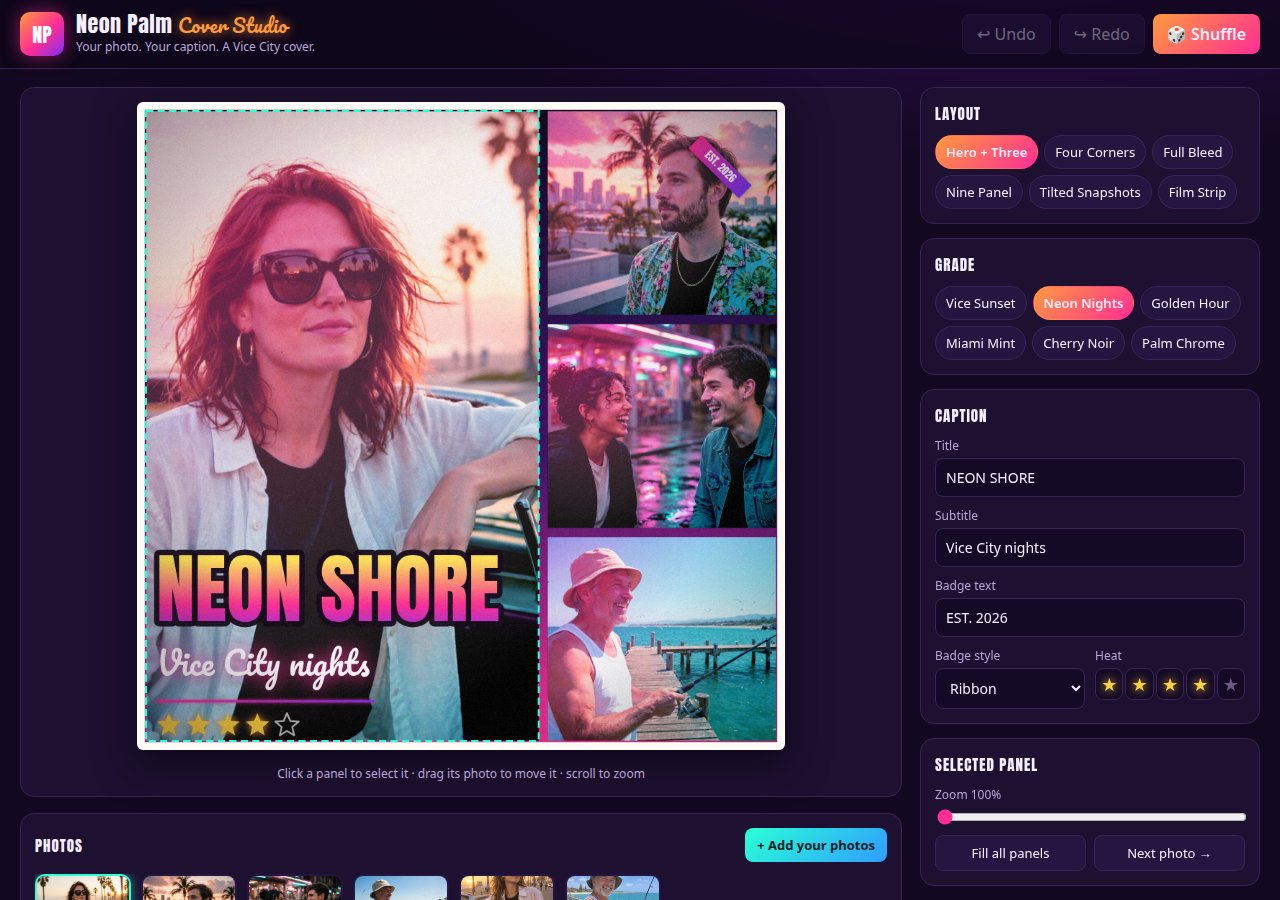 NP
Neon Palm Cover Studio
Your photo. Your caption. A Vice City cover.
↩ Undo
↪ Redo
🎲 Shuffle
EST. 2026
NEON SHORE
Vice City nights
Click a panel to select it · drag its photo to move it · scroll to zoom
PHOTOS
+ Add your photos
LAYOUT
Hero + Three
Four Corners
Full Bleed
Nine Panel
Tilted Snapshots
Film Strip
GRADE
Vice Sunset
Neon Nights
Golden Hour
Miami Mint
Cherry Noir
Palm Chrome
CAPTION
Title
NEON SHORE
Subtitle
Vice City nights
Badge text
EST. 2026
Badge style
Heat
Ribbon
★ ★ ★ ★ ★
SELECTED PANEL
Zoom 100%
Fill all panels
Next photo →